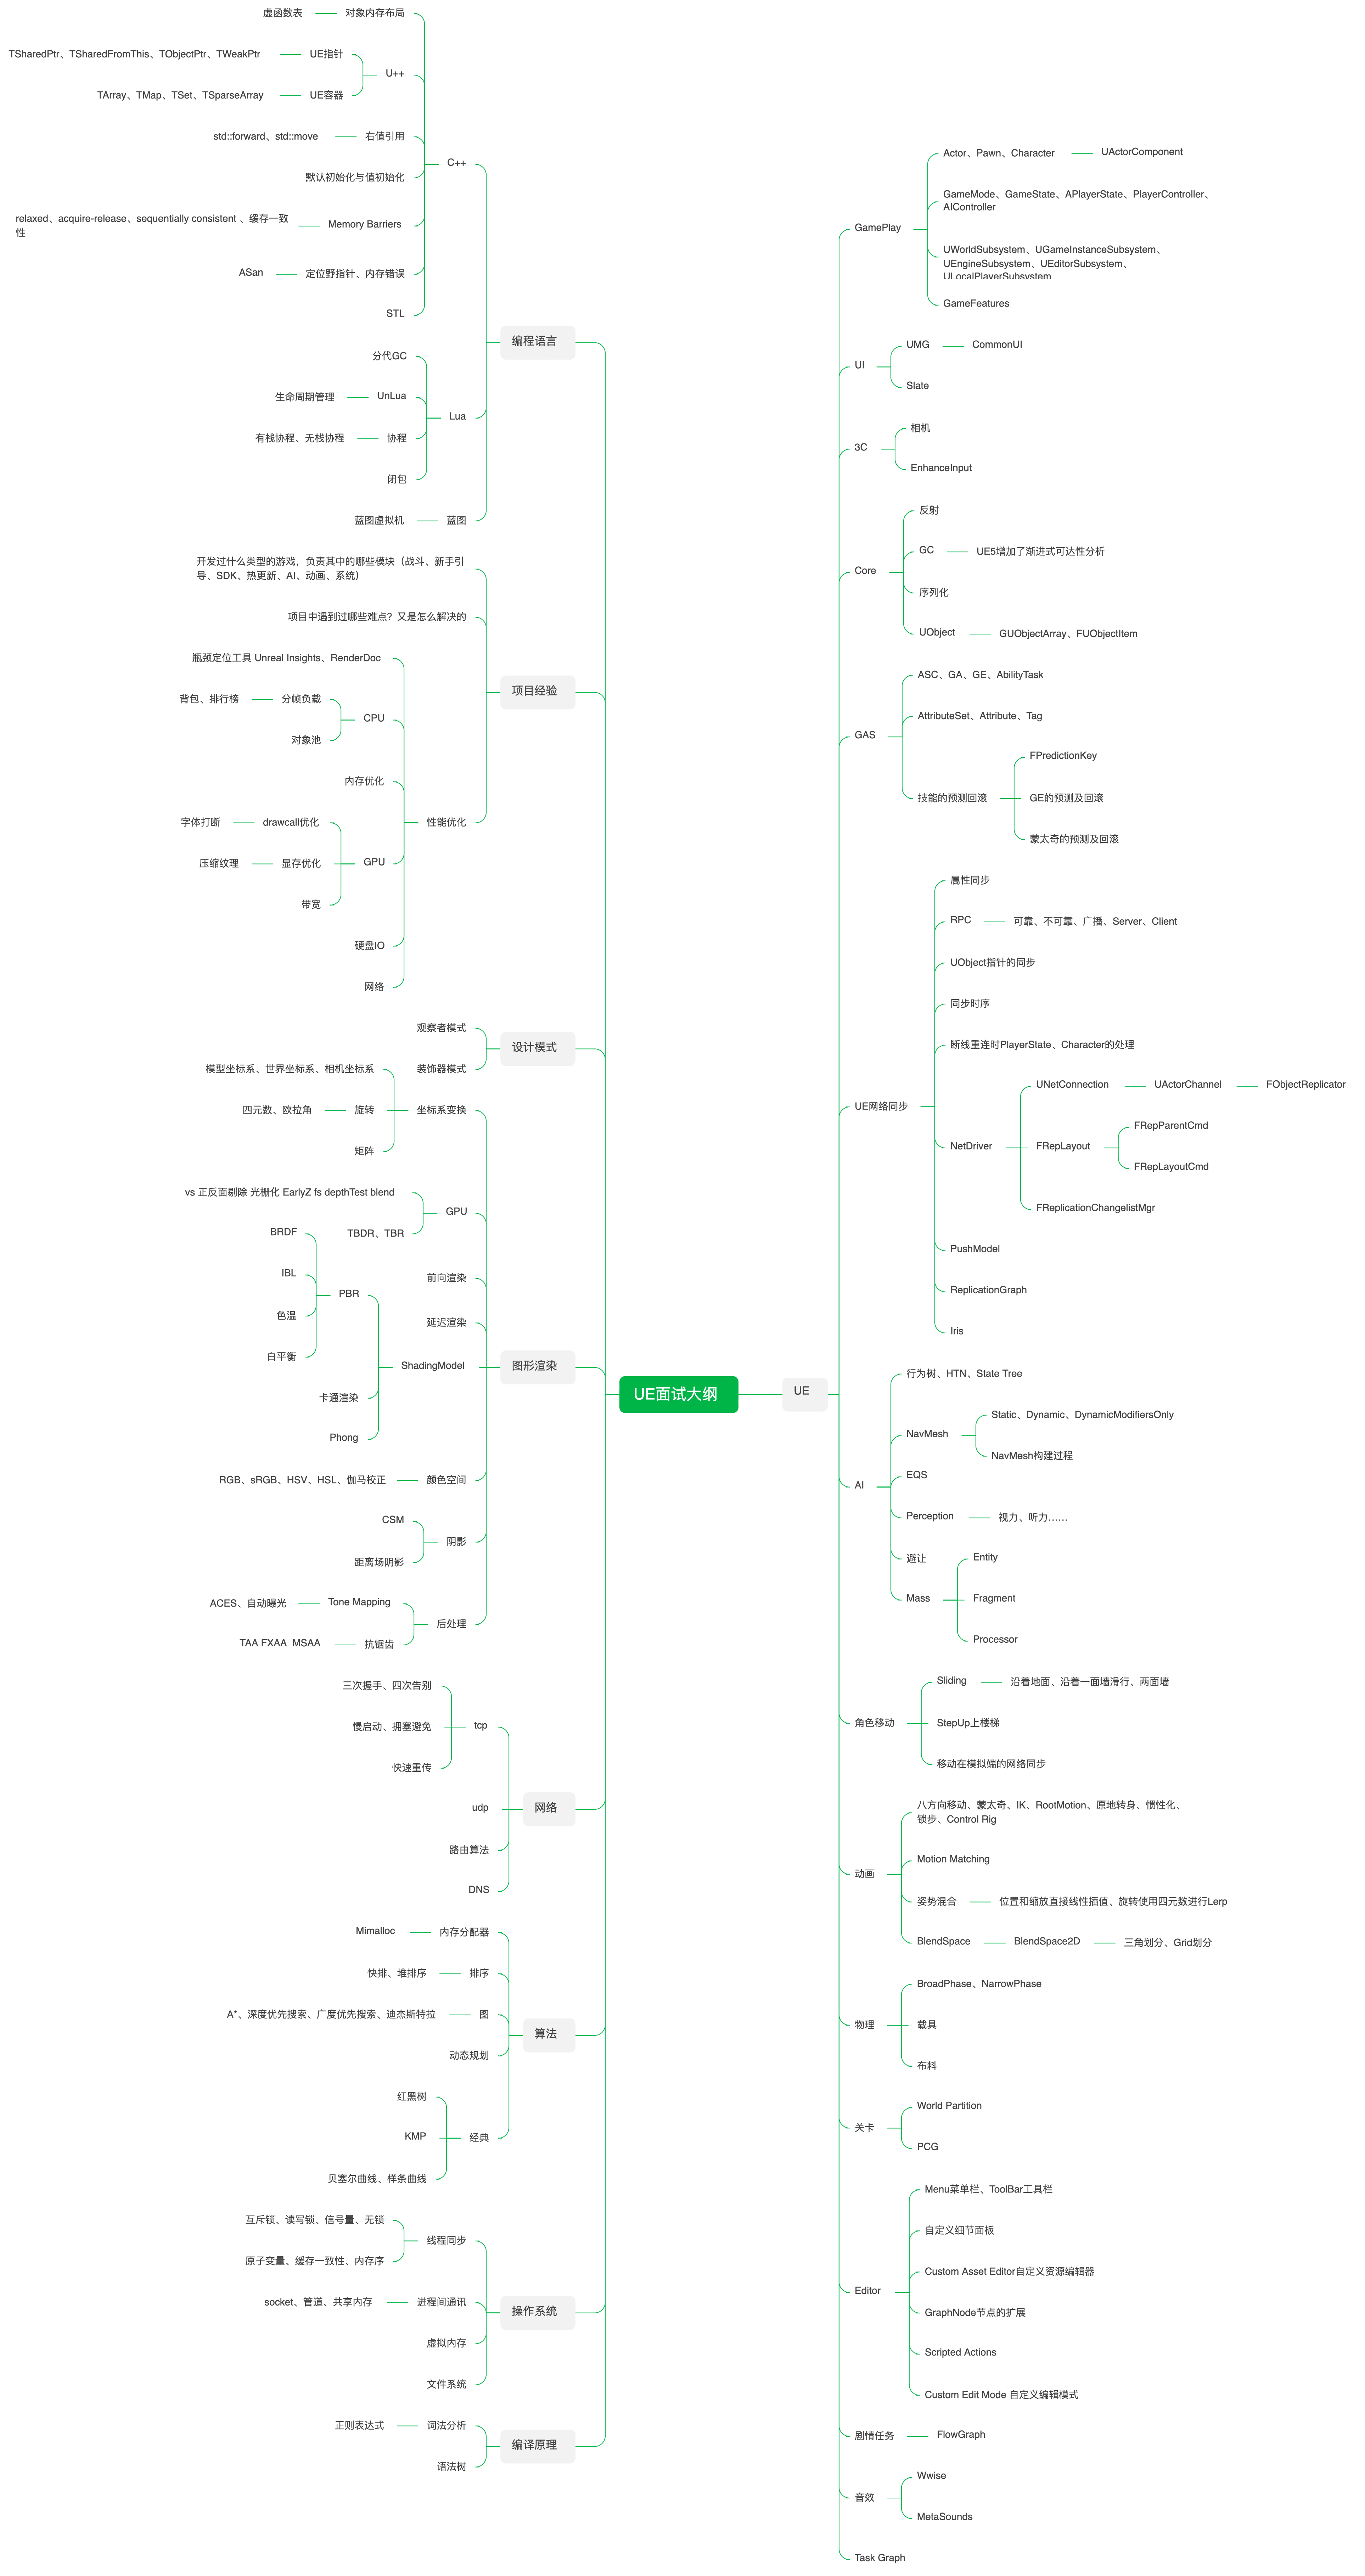 UE面试大纲
编程语言
C++
对象内存布局
虚函数表
U++
UE指针
TSharedPtr、TSharedFromThis、TObjectPtr、TWeakPtr
UE容器
TArray、TMap、TSet、TSparseArray
右值引用
std::forward、std::move
默认初始化与值初始化
Memory Barriers
relaxed、acquire-release、sequentially consistent 、缓存一致
性
定位野指针、内存错误
ASan
STL
Lua
分代GC
UnLua
生命周期管理
协程
有栈协程、无栈协程
闭包
蓝图
蓝图虚拟机
项目经验
开发过什么类型的游戏，负责其中的哪些模块（战斗、新手引
导、SDK、热更新、AI、动画、系统）
项目中遇到过哪些难点？又是怎么解决的
性能优化
瓶颈定位工具 Unreal Insights、RenderDoc
CPU
分帧负载
背包、排行榜
对象池
内存优化
GPU
drawcall优化
字体打断
显存优化
压缩纹理
带宽
硬盘IO
网络
设计模式
观察者模式
装饰器模式
图形渲染
坐标系变换
模型坐标系、世界坐标系、相机坐标系
旋转
四元数、欧拉角
矩阵
GPU
vs 正反面剔除 光栅化 EarlyZ fs depthTest blend
TBDR、TBR
前向渲染
延迟渲染
ShadingModel
PBR
BRDF
IBL
色温
白平衡
卡通渲染
Phong
颜色空间
RGB、sRGB、HSV、HSL、伽马校正
阴影
CSM
距离场阴影
后处理
Tone Mapping
ACES、自动曝光
抗锯齿
TAA FXAA  MSAA
网络
tcp
三次握手、四次告别
慢启动、拥塞避免
快速重传
udp
路由算法
DNS
算法
内存分配器
Mimalloc
排序
快排、堆排序
图
A*、深度优先搜索、广度优先搜索、迪杰斯特拉
动态规划
经典
红黑树
KMP
贝塞尔曲线、样条曲线
操作系统
线程同步
互斥锁、读写锁、信号量、无锁
原子变量、缓存一致性、内存序
进程间通讯
socket、管道、共享内存
虚拟内存
文件系统
编译原理
词法分析
正则表达式
语法树
UE
GamePlay
Actor、Pawn、Character
UActorComponent
GameMode、GameState、APlayerState、PlayerController、
AIController
UWorldSubsystem、UGameInstanceSubsystem、
UEngineSubsystem、UEditorSubsystem、
ULocalPlayerSubsystem
GameFeatures
UI
UMG
CommonUI
Slate
3C
相机
EnhanceInput
Core
反射
GC
UE5增加了渐进式可达性分析
序列化
UObject
GUObjectArray、FUObjectItem
GAS
ASC、GA、GE、AbilityTask
AttributeSet、Attribute、Tag
技能的预测回滚
FPredictionKey
GE的预测及回滚
蒙太奇的预测及回滚
UE网络同步
属性同步
RPC
可靠、不可靠、广播、Server、Client
UObject指针的同步
同步时序
断线重连时PlayerState、Character的处理
NetDriver
UNetConnection
UActorChannel
FObjectReplicator
FRepLayout
FRepParentCmd
FRepLayoutCmd
FReplicationChangelistMgr
PushModel
ReplicationGraph
Iris
AI
行为树、HTN、State Tree
NavMesh
Static、Dynamic、DynamicModifiersOnly
NavMesh构建过程
EQS
Perception
视力、听力……
避让
Mass
Entity
Fragment
Processor
角色移动
Sliding
沿着地面、沿着一面墙滑行、两面墙
StepUp上楼梯
移动在模拟端的网络同步
动画
八方向移动、蒙太奇、IK、RootMotion、原地转身、惯性化、
锁步、Control Rig
Motion Matching
姿势混合
位置和缩放直接线性插值、旋转使用四元数进行Lerp
BlendSpace
BlendSpace2D
三角划分、Grid划分
物理
BroadPhase、NarrowPhase
载具
布料
关卡
World Partition
PCG
Editor
Menu菜单栏、ToolBar工具栏
自定义细节面板
Custom Asset Editor自定义资源编辑器
GraphNode节点的扩展
Scripted Actions
Custom Edit Mode 自定义编辑模式
剧情任务
FlowGraph
音效
Wwise
MetaSounds
Task Graph